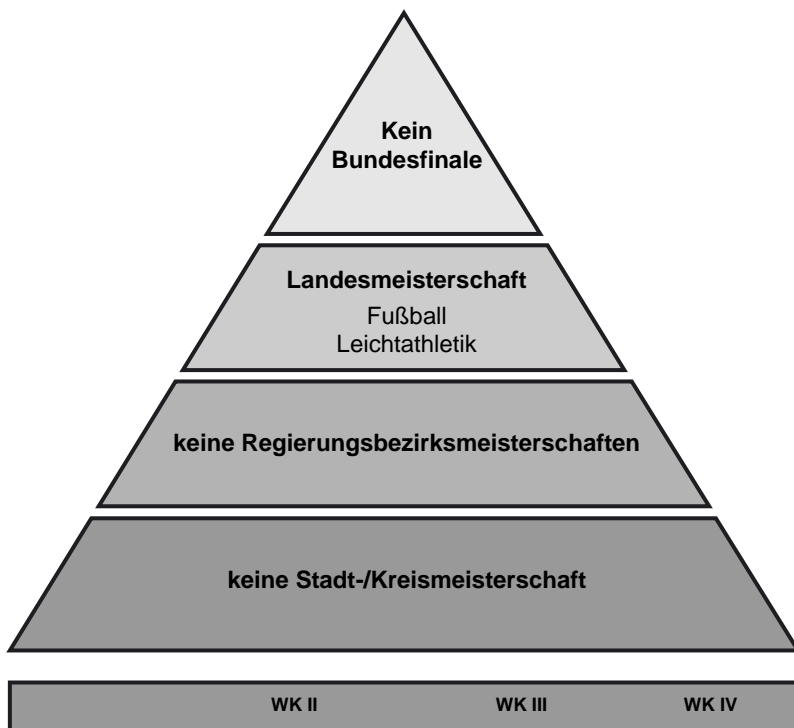 Kein
Bundesfinale
Landesmeisterschaft
Fußball
Leichtathletik
keine Regierungsbezirksmeisterschaften
keine Stadt-/Kreismeisterschaft
WK II WK III WK IV